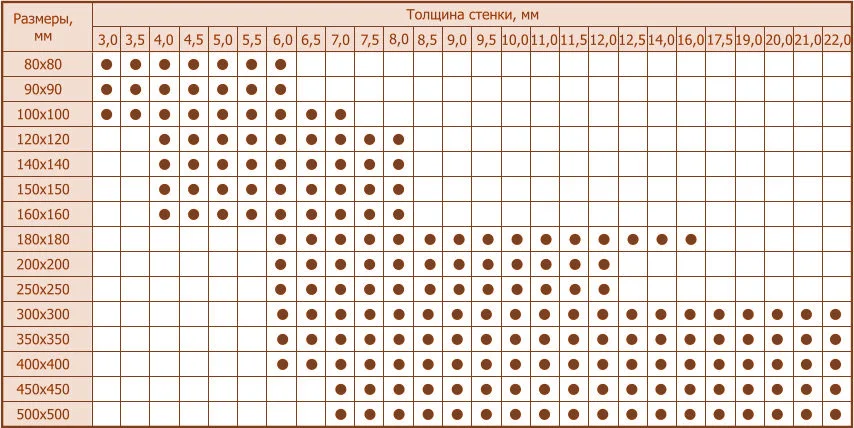 Размеры, мм
Толщина стенки, мм
3,0 3,5 4,0 4,5 5,0 5,5 6,0 6,5 7,0 7,5 8,0 8,5 9,0 9,5 10,0 11,0 11,5 12,0 12,5 14,0 16,0 17,5 19,0 20,0 21,0 22,0
80х80 ● ● ● ● ● ● ●
90х90 ● ● ● ● ● ● ●
100х100 ● ● ● ● ● ● ● ● ●
120х120 ● ● ● ● ● ● ● ● ●
140х140 ● ● ● ● ● ● ● ● ●
150х150 ● ● ● ● ● ● ● ● ●
160х160 ● ● ● ● ● ● ● ● ●
180х180 ● ● ● ● ● ● ● ● ● ● ● ● ● ● ●
200х200 ● ● ● ● ● ● ● ● ● ● ● ●
250х250 ● ● ● ● ● ● ● ● ● ● ● ●
300х300 ● ● ● ● ● ● ● ● ● ● ● ● ● ● ● ● ● ● ● ●
350х350 ● ● ● ● ● ● ● ● ● ● ● ● ● ● ● ● ● ● ● ●
400х400 ● ● ● ● ● ● ● ● ● ● ● ● ● ● ● ● ● ● ● ●
450х450 ● ● ● ● ● ● ● ● ● ● ● ● ● ● ● ● ● ●
500х500 ● ● ● ● ● ● ● ● ● ● ● ● ● ● ● ● ● ●